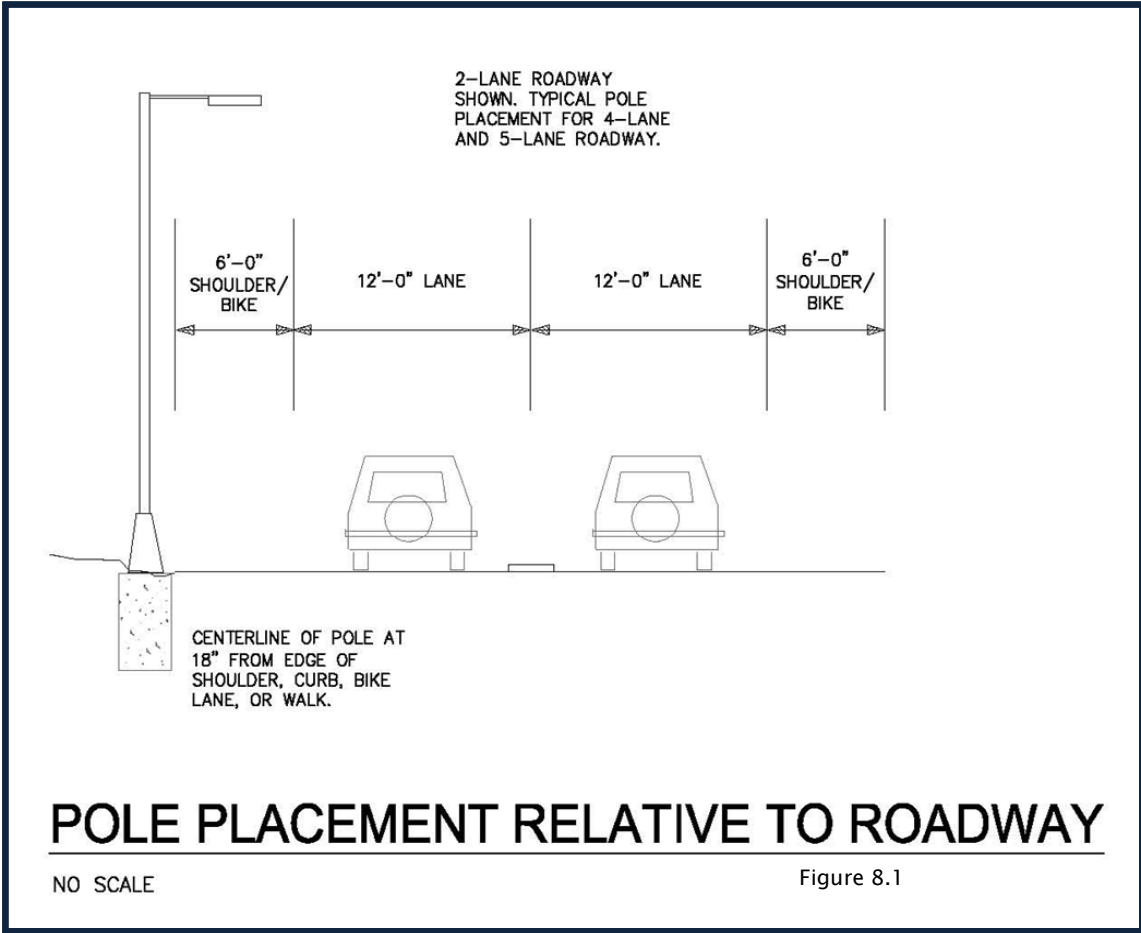 2-LANE ROADWAY
SHOWN. TYPICAL POLE
PLACEMENT FOR 4-LANE
AND 5-LANE ROADWAY.
6'-0"
SHOULDER/
BIKE
12'-0" LANE
12'-0" LANE
6'-0"
SHOULDER/
BIKE
CENTERLINE OF POLE AT
18" FROM EDGE OF
SHOULDER, CURB, BIKE
LANE, OR WALK.
POLE PLACEMENT RELATIVE TO ROADWAY
NO SCALE
Figure 8.1